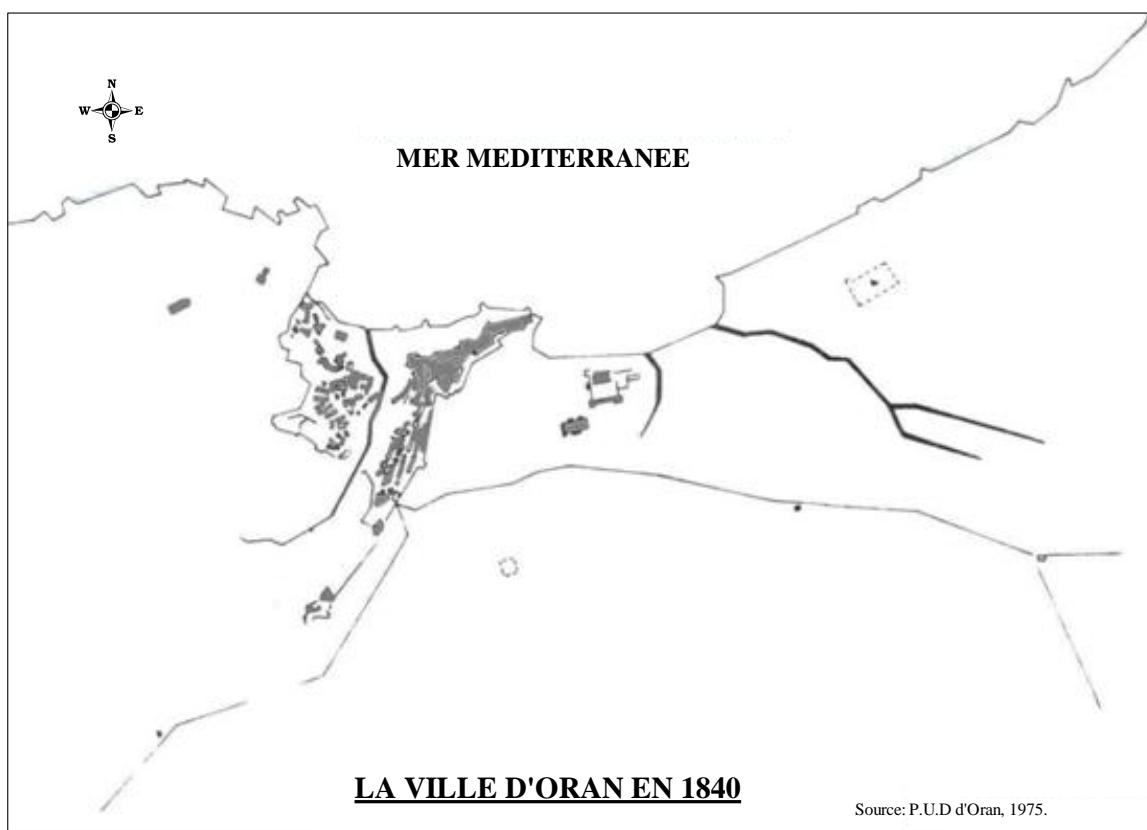 N
W E
S
MER MEDITERRANEE
LA VILLE D'ORAN EN 1840
Source: P.U.D d'Oran, 1975.